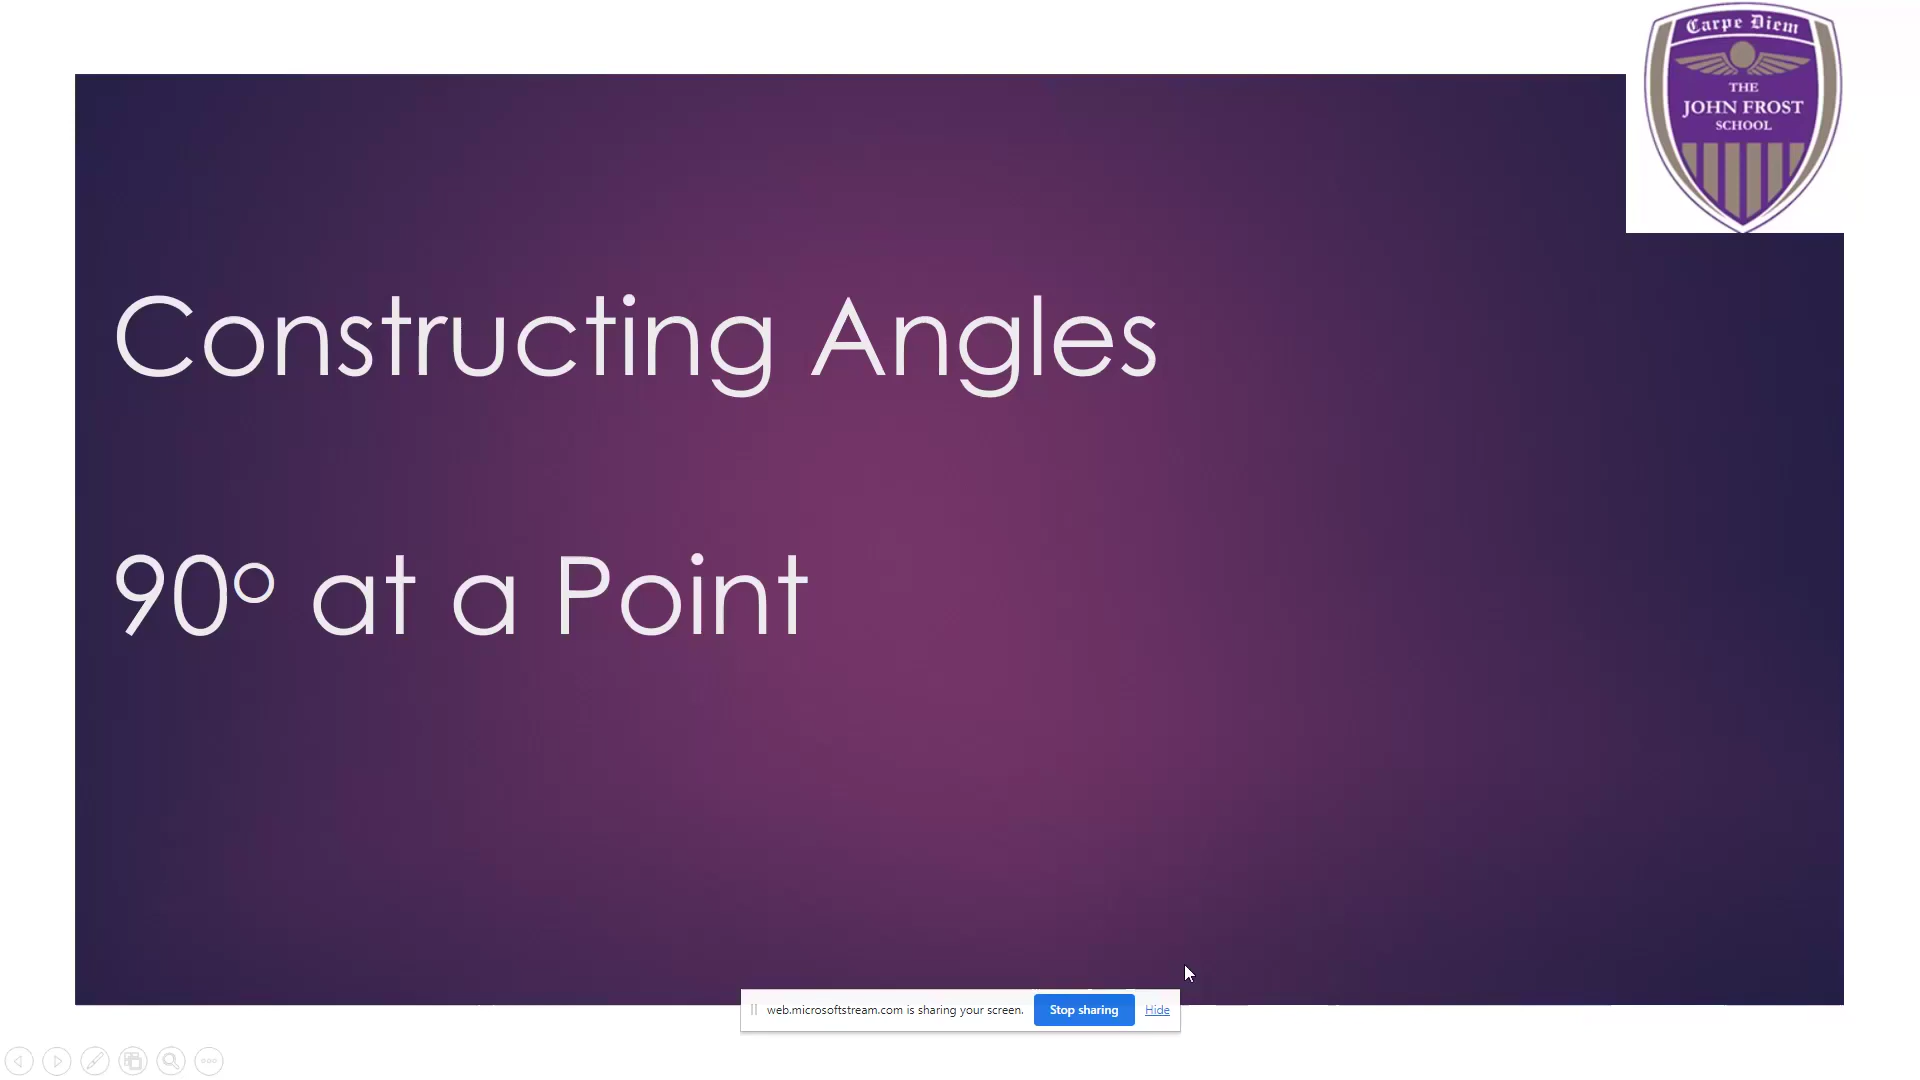 Carpe Diem
THE
JOHN FROST
SCHOOL
Constructing Angles
90º at a Point
web.microsoftstream.com is sharing your screen. Stop sharing Hide